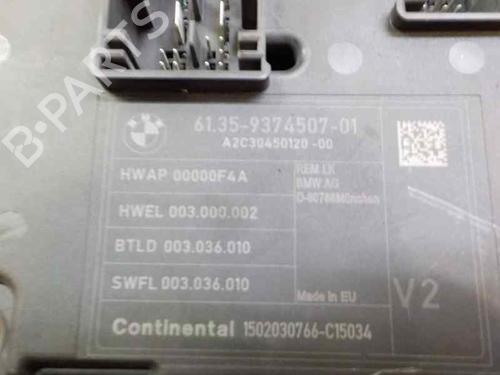 61.35-9374507-01
A2C30450120-00
HWAP 00000F4A
REM LK
BMW AG
D-80788München
HWEL 003.000.002
BTLD 003.036.010
SWFL 003.036.010
Made in EU
V2
Continental 1502030766-C15034
B-PARTS